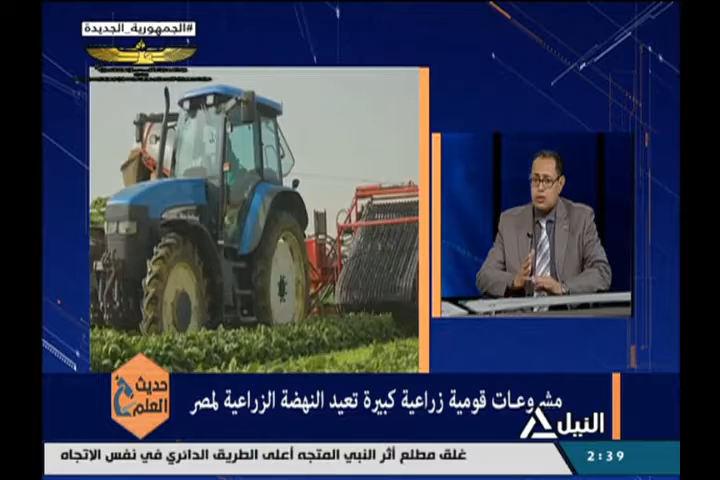 #الجمهورية_الجديدة
حديث
العلم
مشروعات قومية زراعية كبيرة تعيد النهضة الزراعية لمصر
النيل
غلق مطلع أثر النبي المتجه أعلى الطريق الدائري في نفس الاتجاه
2:39